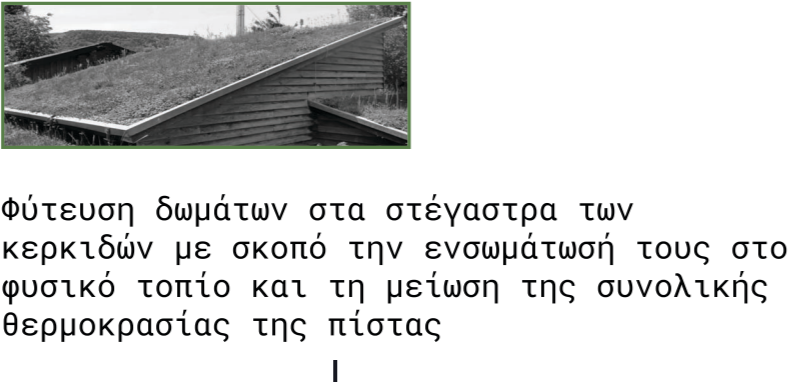 Φύτευση δωμάτων στα στέγαστρα των
κερκιδών με σκοπό την ενσωμάτωσή τους στο
φυσικό τοπίο και τη μείωση της συνολικής
θερμοκρασίας της πίστας